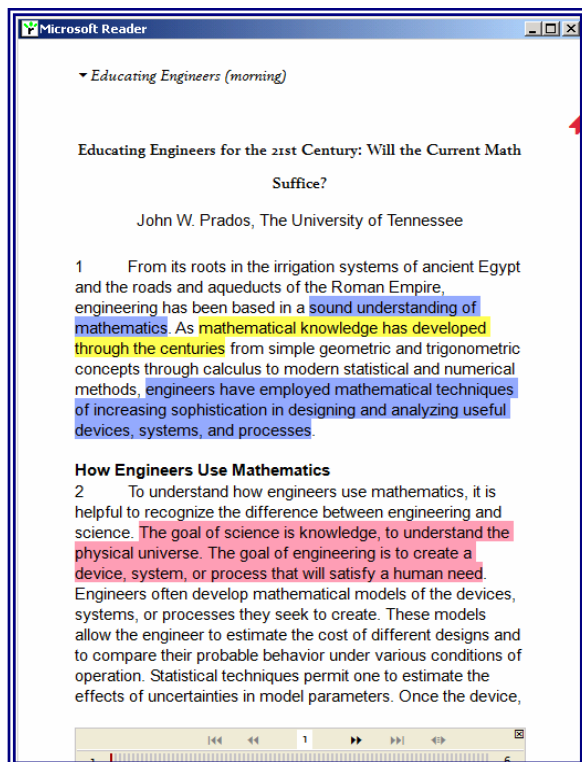 Microsoft Reader
Educating Engineers (morning)
Educating Engineers for the 21st Century: Will the Current Math
Suffice?
John W. Prados, The University of Tennessee
1 From its roots in the irrigation systems of ancient Egypt
and the roads and aqueducts of the Roman Empire,
engineering has been based in a sound understanding of
mathematics. As mathematical knowledge has developed
through the centuries from simple geometric and trigonometric
concepts through calculus to modern statistical and numerical
methods, engineers have employed mathematical techniques
of increasing sophistication in designing and analyzing useful
devices, systems, and processes.
How Engineers Use Mathematics
2 To understand how engineers use mathematics, it is
helpful to recognize the difference between engineering and
science. The goal of science is knowledge, to understand the
physical universe. The goal of engineering is to create a
device, system, or process that will satisfy a human need.
Engineers often develop mathematical models of the devices,
systems, or processes they seek to create. These models
allow the engineer to estimate the cost of different designs and
to compare their probable behavior under various conditions of
operation. Statistical techniques permit one to estimate the
effects of uncertainties in model parameters. Once the device,
1
1 6